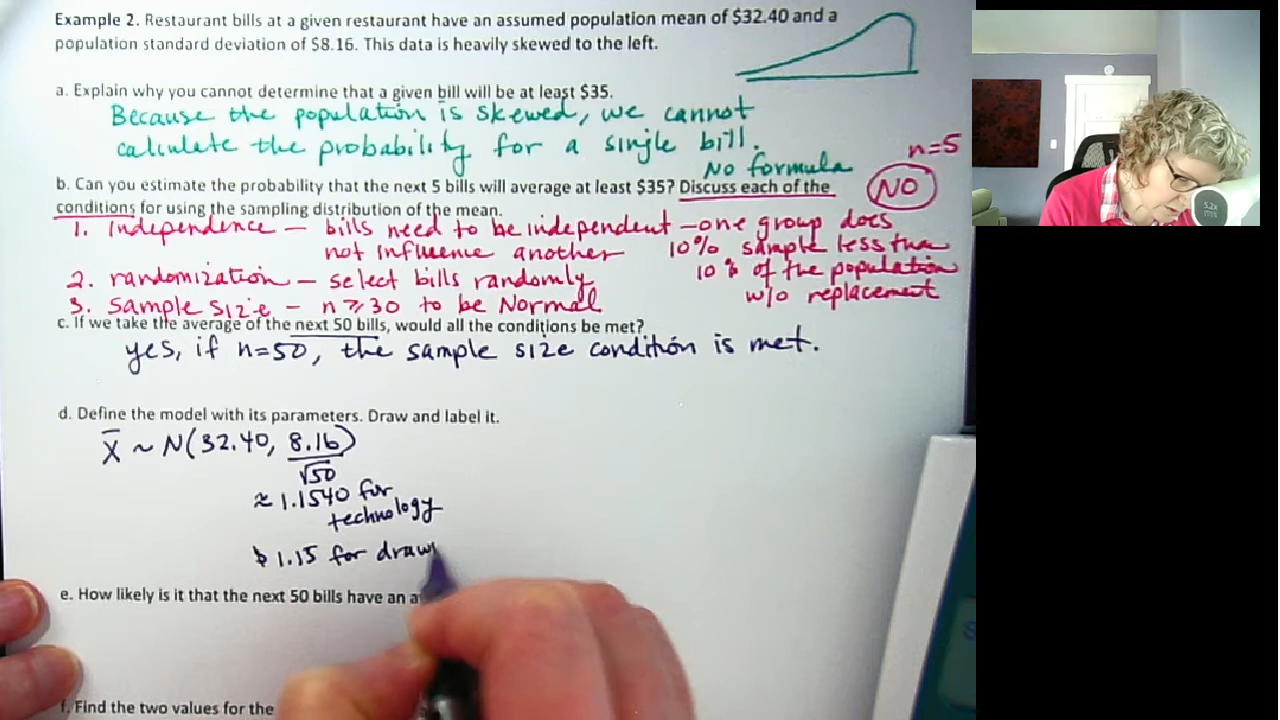 Example 2. Restaurant bills at a given restaurant have an assumed population mean of $32.40 and a
population standard deviation of $8.16. This data is heavily skewed to the left.
a. Explain why you cannot determine that a given bill will be at least $35.
Because the population is skewed, we cannot
calculate the probability for a single bill.
No formula
n=5
b. Can you estimate the probability that the next 5 bills will average at least $35? Discuss each of the
NO
conditions for using the sampling distribution of the mean.
1. Independence – bills need to be independent – one group does
not influence another
10% sample less than
10% of the population
w/o replacement
2. randomization – select bills randomly
3. Sample size – n ≥ 30 to be Normal
c. If we take the average of the next 50 bills, would all the conditions be met?
yes, if n=50, the sample size condition is met.
d. Define the model with its parameters. Draw and label it.
X̄ ~ N(32.40, 8.16/√50)
≈ 1.1540 for
technology
$1.15 for draw
e. How likely is it that the next 50 bills have an a
f. Find the two values for the